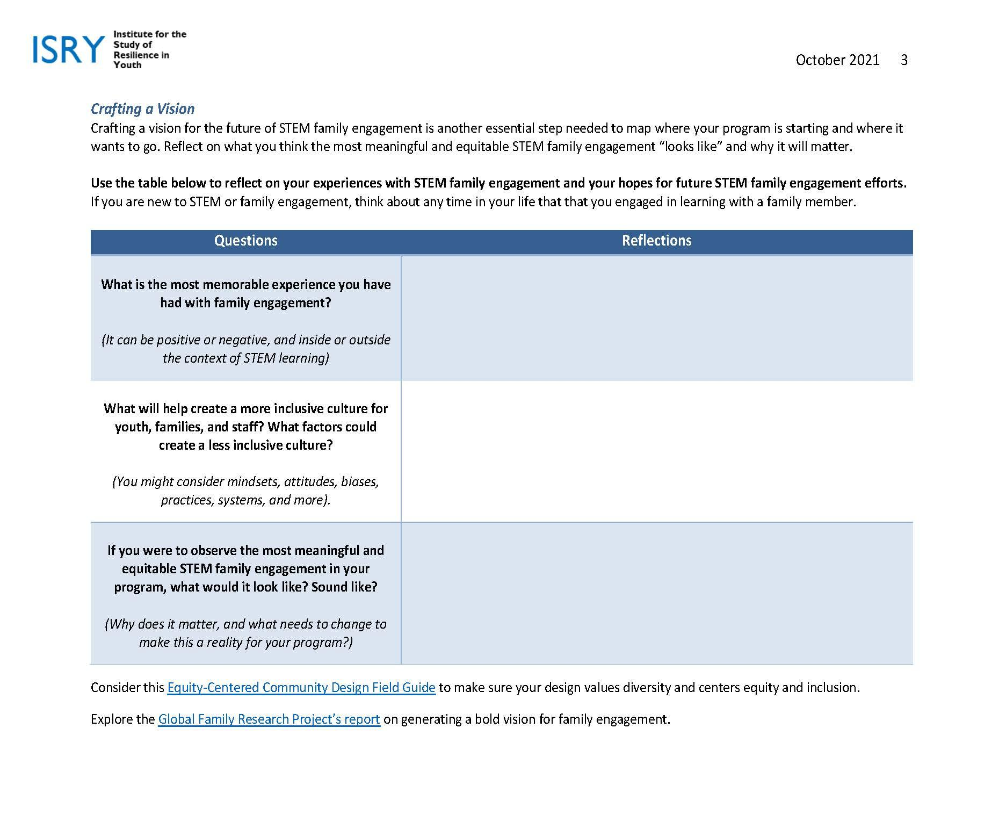 ISRY
Institute for the
Study of
Resilience in
Youth
October 2021 3
Crafting a Vision
Crafting a vision for the future of STEM family engagement is another essential step needed to map where your program is starting and where it
wants to go. Reflect on what you think the most meaningful and equitable STEM family engagement “looks like” and why it will matter.
Use the table below to reflect on your experiences with STEM family engagement and your hopes for future STEM family engagement efforts.
If you are new to STEM or family engagement, think about any time in your life that that you engaged in learning with a family member.
Questions
Reflections
What is the most memorable experience you have
had with family engagement?
(It can be positive or negative, and inside or outside
the context of STEM learning)
What will help create a more inclusive culture for
youth, families, and staff? What factors could
create a less inclusive culture?
(You might consider mindsets, attitudes, biases,
practices, systems, and more).
If you were to observe the most meaningful and
equitable STEM family engagement in your
program, what would it look like? Sound like?
(Why does it matter, and what needs to change to
make this a reality for your program?)
Consider this Equity-Centered Community Design Field Guide to make sure your design values diversity and centers equity and inclusion.
Explore the Global Family Research Project’s report on generating a bold vision for family engagement.